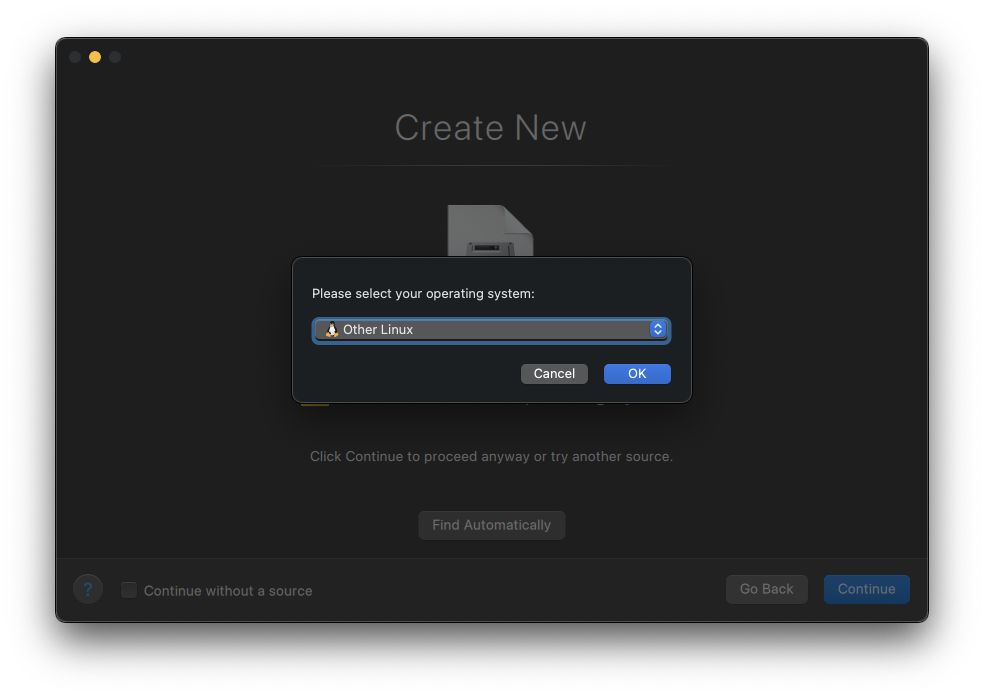 Create New
Please select your operating system:
Other Linux
Cancel
OK
Click Continue to proceed anyway or try another source.
Find Automatically
?
Continue without a source
Go Back
Continue